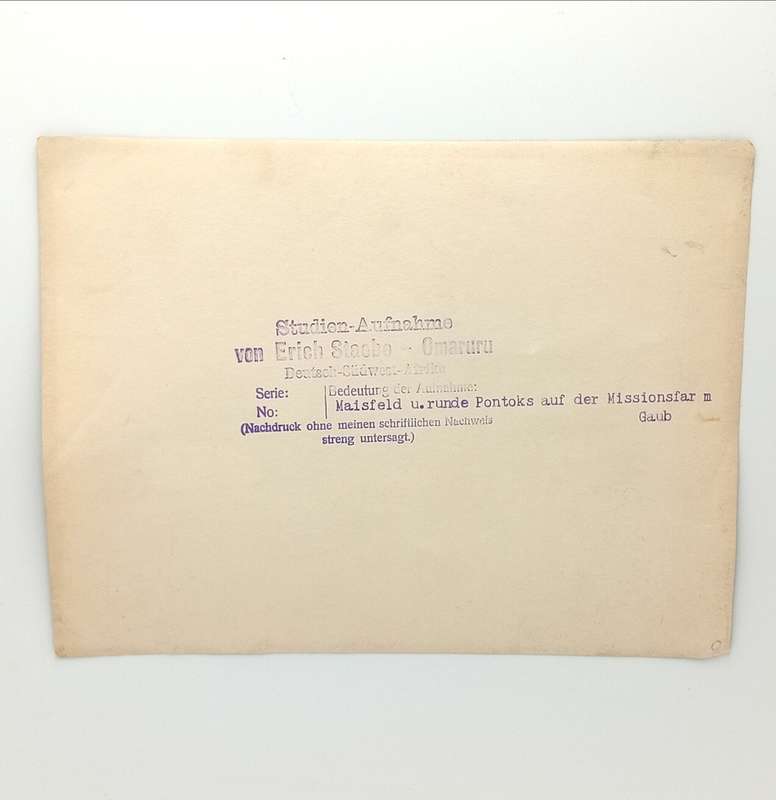 Studien-Aufnahme
von Erich Staebe - Omaruru
Deutsch-Südwest-Afrika
Serie: Bedeutung der Aufnahme:
No: Maisfeld u.runde Pontoks auf der Missionsfar m
Gaub
(Nachdruck ohne meinen schriftlichen Nachweis
streng untersagt.)